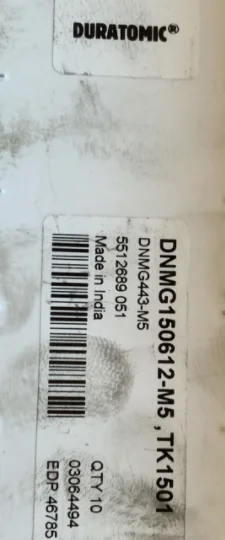 DURATOMIC®
DNMG150612-M5 ,TK1501
DNMG443-M5
5512689 051
Made in India
QTY 10
03064494
EDP 46785